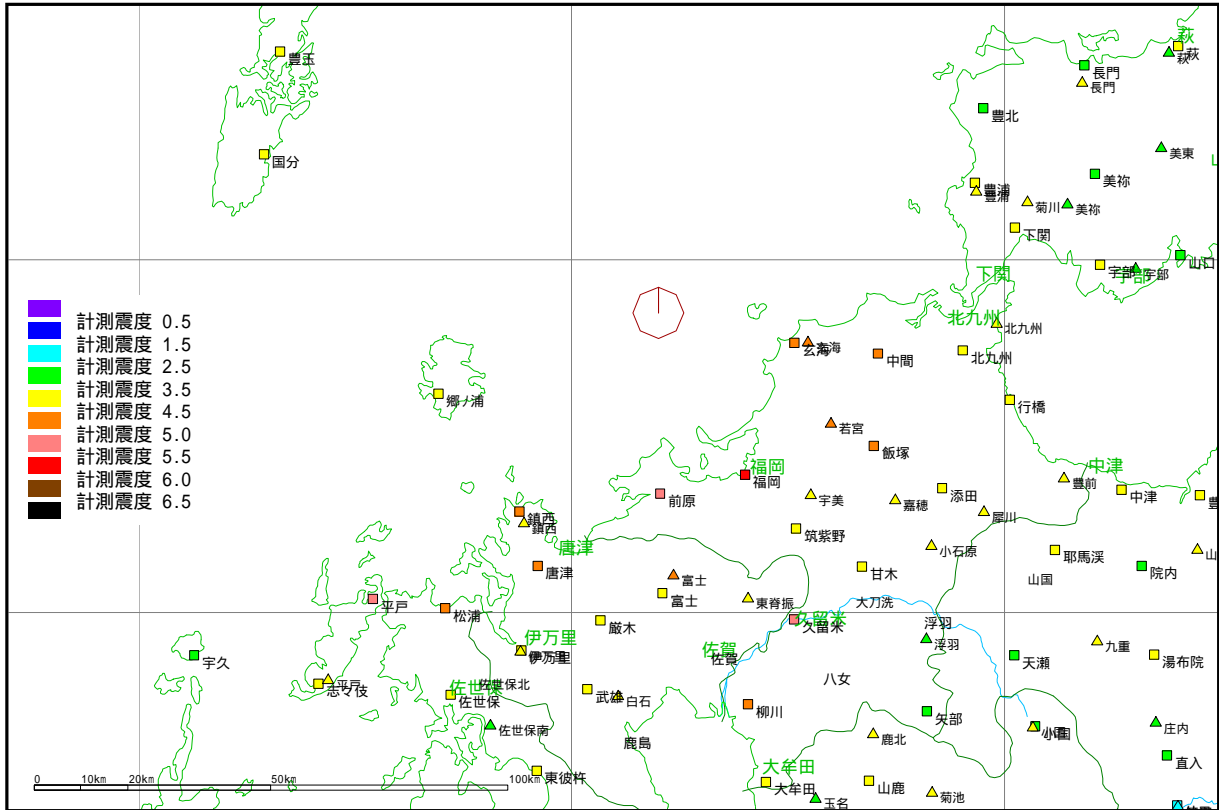 豊玉
国分
萩
萩
萩
長門
長門
豊北
美東
美祢
美祢
豊浦
豊浦
菊川
下関
山口
宇部
宇部
宇部
下関
北九州
北九州
北九州
計測震度 0.5
計測震度 1.5
計測震度 2.5
計測震度 3.5
計測震度 4.5
計測震度 5.0
計測震度 5.5
計測震度 6.0
計測震度 6.5
玄海
玄海
中間
郷ノ浦
行橋
若宮
飯塚
福岡
福岡
前原
中津
豊前
中津
豊
宇美
嘉穂
添田
犀川
鎮西
鎮西
筑紫野
唐津
唐津
小石原
耶馬渓
山
院内
甘木
山国
富士
富士
東脊振
大刀洗
平戸
松浦
厳木
久留米
久留米
浮羽
浮羽
伊万里
伊万里
佐賀
佐賀
九重
宇久
天瀬
湯布院
志々伎
平戸
佐世保
佐世保北
佐世保
武雄
白石
八女
柳川
矢部
佐世保南
鹿島
鹿北
小国
庄内
直入
大牟田
大牟田
東彼杵
山鹿
菊池
玉名
0 10km 20km 50km 100km